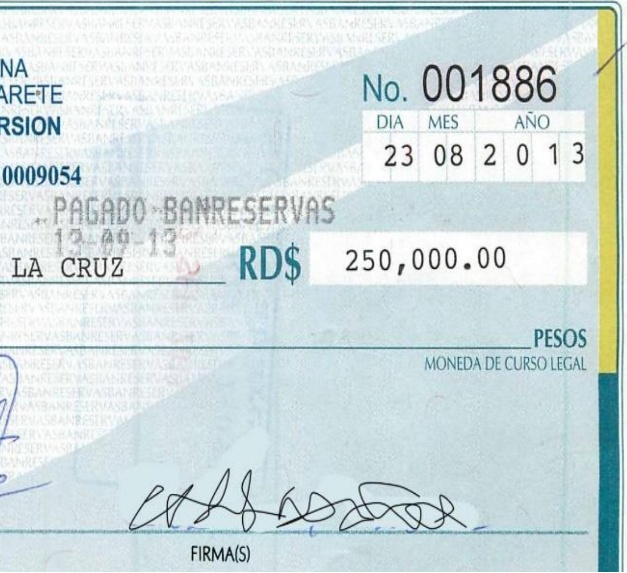 NA
ARETE
RSION
0009054
No. 001886
DIA MES AÑO
23 08 2 0 1 3
PAGADO BANRESERVAS
13-09-13
LA CRUZ RD$ 250,000.00
PESOS
MONEDA DE CURSO LEGAL
FIRMA(S)